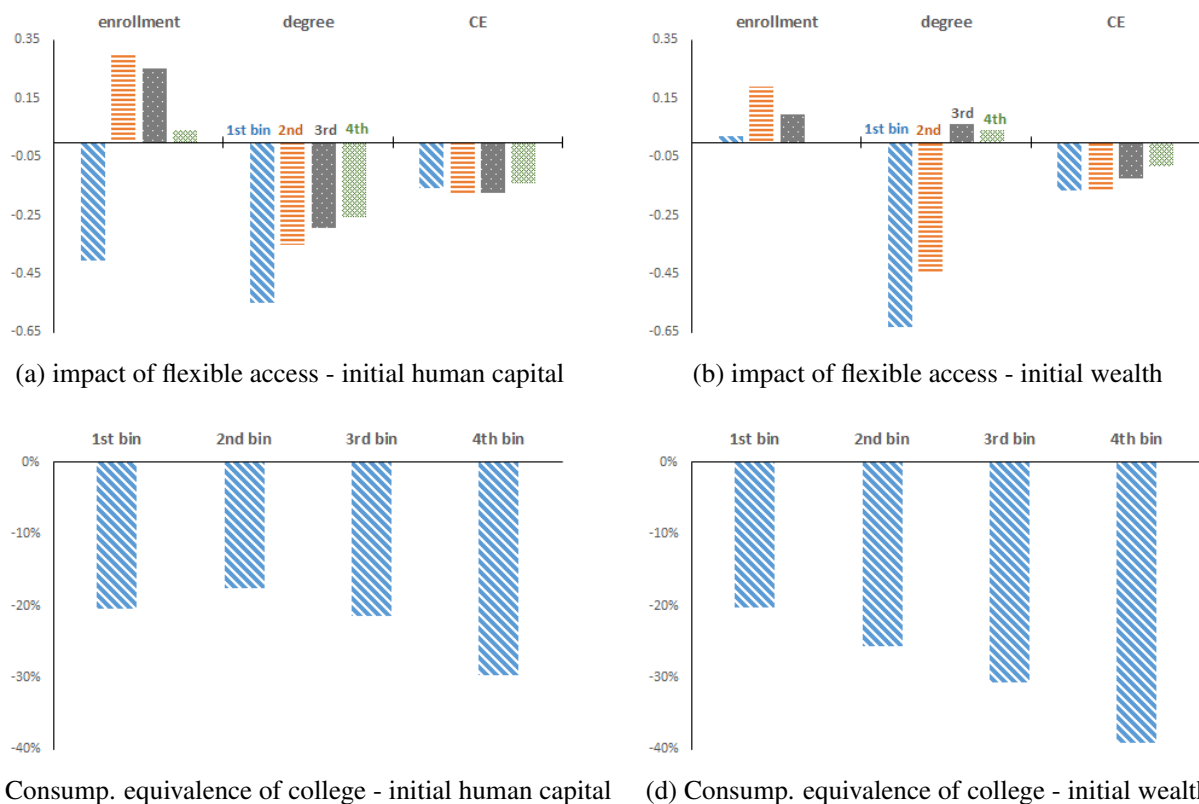 enrollment degree CE
0.35
0.15
-0.05
-0.25
-0.45
-0.65
1st bin 2nd 3rd 4th
(a) impact of flexible access - initial human capital
enrollment degree CE
0.35
0.15
-0.05
-0.25
-0.45
-0.65
1st bin 2nd 3rd 4th
(b) impact of flexible access - initial wealth
1st bin 2nd bin 3rd bin 4th bin
0%
-10%
-20%
-30%
-40%
Consump. equivalence of college - initial human capital
1st bin 2nd bin 3rd bin 4th bin
0%
-10%
-20%
-30%
-40%
(d) Consump. equivalence of college - initial wealth